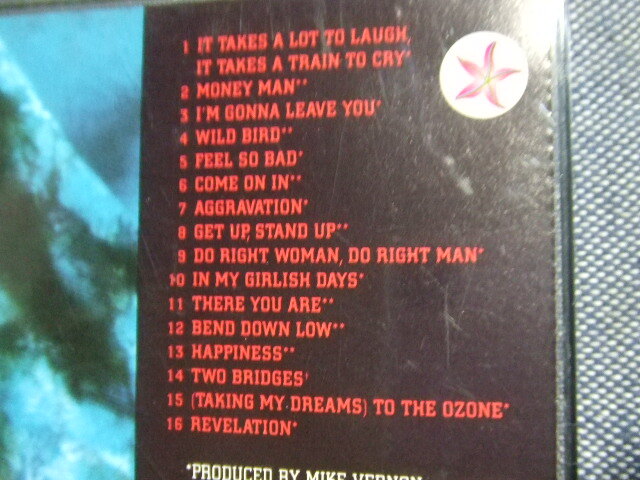 1 IT TAKES A LOT TO LAUGH,
IT TAKES A TRAIN TO CRY*
2 MONEY MAN**
3 I'M GONNA LEAVE YOU*
4 WILD BIRD**
5 FEEL SO BAD*
6 COME ON IN**
7 AGGRAVATION*
8 GET UP, STAND UP**
9 DO RIGHT WOMAN, DO RIGHT MAN*
10 IN MY GIRLISH DAYS*
11 THERE YOU ARE**
12 BEND DOWN LOW**
13 HAPPINESS**
14 TWO BRIDGES†
15 (TAKING MY DREAMS) TO THE OZONE*
16 REVELATION*
*PRODUCED BY MIKE VERNON